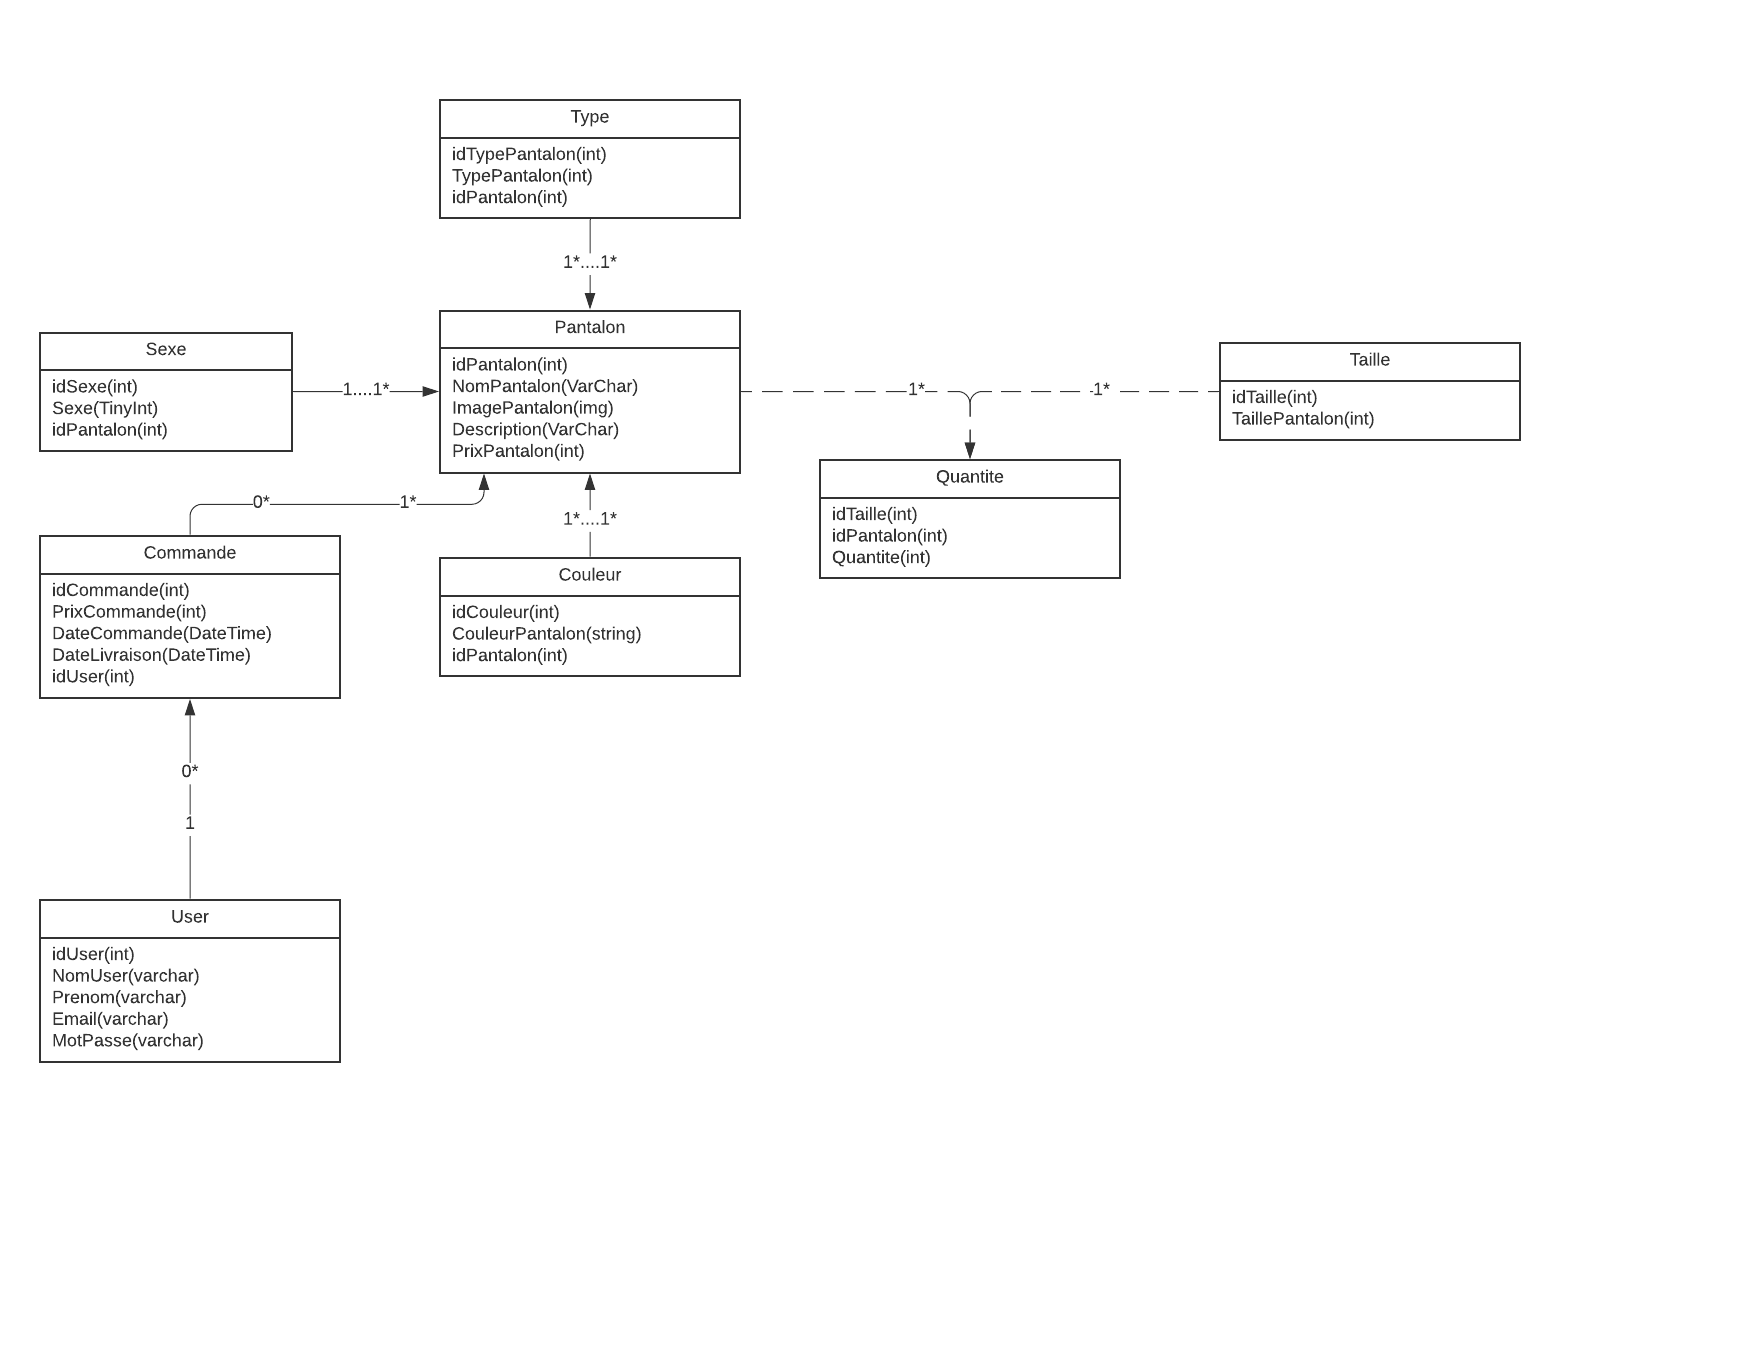 Type
idTypePantalon(int)
TypePantalon(int)
idPantalon(int)
1*....1*
Pantalon
idPantalon(int)
NomPantalon(VarChar)
ImagePantalon(img)
Description(VarChar)
PrixPantalon(int)
Sexe
idSexe(int)
Sexe(TinyInt)
idPantalon(int)
1....1*
1*
1*
Taille
idTaille(int)
TaillePantalon(int)
Quantite
idTaille(int)
idPantalon(int)
Quantite(int)
0*
1*
1*....1*
Commande
idCommande(int)
PrixCommande(int)
DateCommande(DateTime)
DateLivraison(DateTime)
idUser(int)
Couleur
idCouleur(int)
CouleurPantalon(string)
idPantalon(int)
0*
1
User
idUser(int)
NomUser(varchar)
Prenom(varchar)
Email(varchar)
MotPasse(varchar)